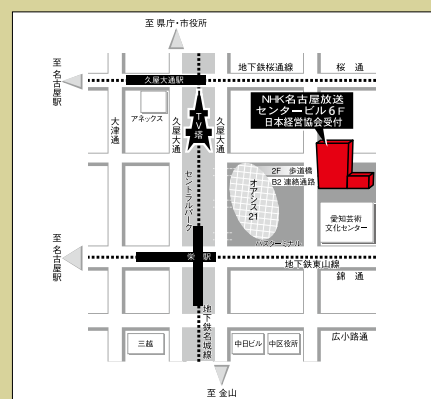 至 県庁・市役所
至 名古屋駅
地下鉄桜通線
桜 通
久屋大通駅
アネックス
大津通
久屋大通
TV塔
久屋大通
NHK名古屋放送
センタービル6F
日本経営協会受付
セントラルパーク
オアシス21
2F 歩道橋
B2 連絡通路
愛知芸術
文化センター
バスターミナル
至 名古屋駅
栄 駅
地下鉄東山線
錦 通
地下鉄名城線
三越
中日ビル
中区役所
広小路通
至 金山